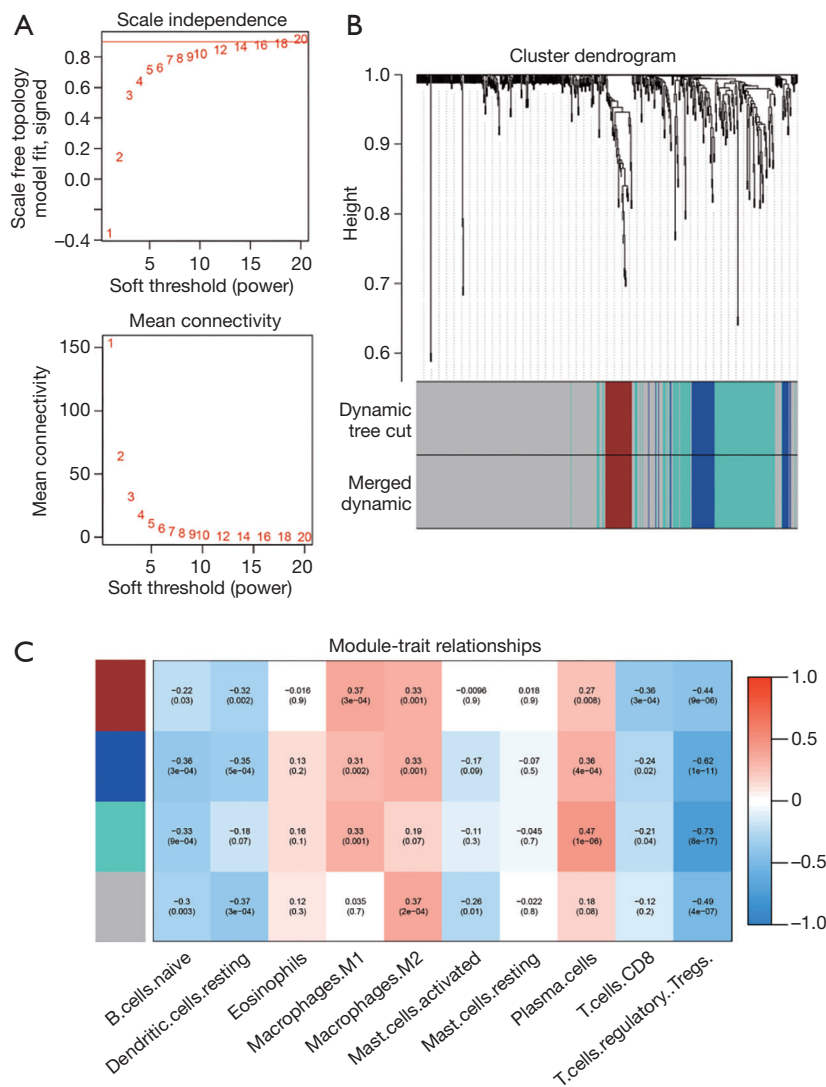 A
Scale independence
Scale free topology
model fit, signed
0.8
0.4
0.2
0.0
−0.4
1
2
3
4
5
6
7
8
9
10
12
14
16
18
20
5
10
15
20
Soft threshold (power)
Mean connectivity
Mean connectivity
150
100
50
0
1
2
3
4
5
6
7
8
9
10
12
14
16
18
20
5
10
15
20
Soft threshold (power)
B
Cluster dendrogram
Height
1.0
0.9
0.8
0.7
0.6
Dynamic
tree cut
Merged
dynamic
C
Module-trait relationships
−0.22 −0.32 −0.016 0.37 0.33 −0.0096 0.018 0.27 −0.36 −0.44
(0.03) (0.002) (0.9) (3e−04) (0.001) (0.9) (0.9) (0.008) (3e−04) (9e−06)
−0.36 −0.35 0.13 0.31 0.33 −0.17 −0.07 0.36 −0.24 −0.62
(3e−04) (5e−04) (0.2) (0.002) (0.001) (0.09) (0.5) (4e−04) (0.02) (1e−11)
−0.33 −0.18 0.16 0.33 0.19 −0.11 −0.045 0.47 −0.21 −0.73
(9e−04) (0.07) (0.1) (0.001) (0.07) (0.3) (0.7) (1e−06) (0.04) (8e−17)
−0.3 −0.37 0.12 0.035 0.37 −0.26 −0.022 0.18 −0.12 −0.49
(0.003) (3e−04) (0.3) (0.7) (2e−04) (0.01) (0.8) (0.08) (0.2) (4e−07)
1.0
0.5
0
−0.5
−1.0
B.cells.naive
Dendritic.cells.resting
Eosinophils
Macrophages.M1
Macrophages.M2
Mast.cells.activated
Mast.cells.resting
Plasma.cells
T.cells.CD8
T.cells.regulatory..Tregs.